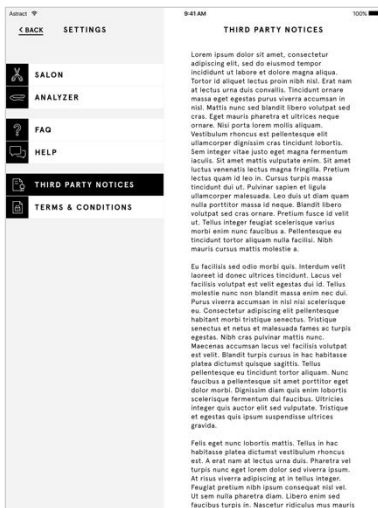 Astract
9:41 AM
100%
< BACK
SETTINGS
THIRD PARTY NOTICES
SALON
ANALYZER
FAQ
HELP
THIRD PARTY NOTICES
TERMS & CONDITIONS
Lorem ipsum dolor sit amet, consectetur
adipiscing elit, sed do eiusmod tempor
incididunt ut labore et dolore magna aliqua.
Tortor id aliquet lectus proin nibh nisl. Erat nam
at lectus urna duis convallis. Tincidunt ornare
massa eget egestas purus viverra accumsan in
nisl. Mattis nunc sed blandit libero volutpat sed
cras. Eget mauris pharetra et ultrices neque
ornare. Nisi porta lorem mollis aliquam.
Vestibulum rhoncus est pellentesque elit
ullamcorper dignissim cras tincidunt lobortis.
Sem integer vitae justo eget magna fermentum
iaculis. Sit amet mattis vulputate enim. Sit amet
luctus venenatis lectus magna fringilla. Pretium
lectus quam id leo in. Cursus turpis massa
tincidunt dui ut. Pulvinar sapien et ligula
ullamcorper malesuada. Leo duis ut diam quam
nulla porttitor massa id neque. Blandit libero
volutpat sed cras ornare. Pretium fusce id velit
ut. Tellus integer feugiat scelerisque varius
morbi enim nunc faucibus a. Pellentesque eu
tincidunt tortor aliquam nulla facilisi. Nibh
mauris cursus mattis molestie a.
Eu facilisis sed odio morbi quis. Interdum velit
laoreet id donec ultrices tincidunt. Lacus vel
facilisis volutpat est velit egestas dui id. Tellus
molestie nunc non blandit massa enim nec dui.
Purus viverra accumsan in nisl nisi scelerisque
eu. Consectetur adipiscing elit pellentesque
habitant morbi tristique senectus. Tristique
senectus et netus et malesuada fames ac turpis
egestas. Nibh cras pulvinar mattis nunc.
Maecenas accumsan lacus vel facilisis volutpat
est velit. Blandit turpis cursus in hac habitasse
platea dictumst quisque sagittis. Tellus
pellentesque eu tincidunt tortor aliquam. Nunc
faucibus a pellentesque sit amet porttitor eget
dolor morbi. Dignissim diam quis enim lobortis
scelerisque fermentum dui faucibus. Ultricies
integer quis auctor elit sed vulputate. Tristique
et egestas quis ipsum suspendisse ultrices
gravida.
Felis eget nunc lobortis mattis. Tellus in hac
habitasse platea dictumst vestibulum rhoncus
est. A erat nam at lectus urna duis. Pharetra vel
turpis nunc eget lorem dolor sed viverra ipsum.
At risus viverra adipiscing at in tellus integer.
Feugiat pretium nibh ipsum consequat nisl vel.
Ut sem nulla pharetra diam. Libero enim sed
faucibus turpis in. Nascetur ridiculus mus mauris